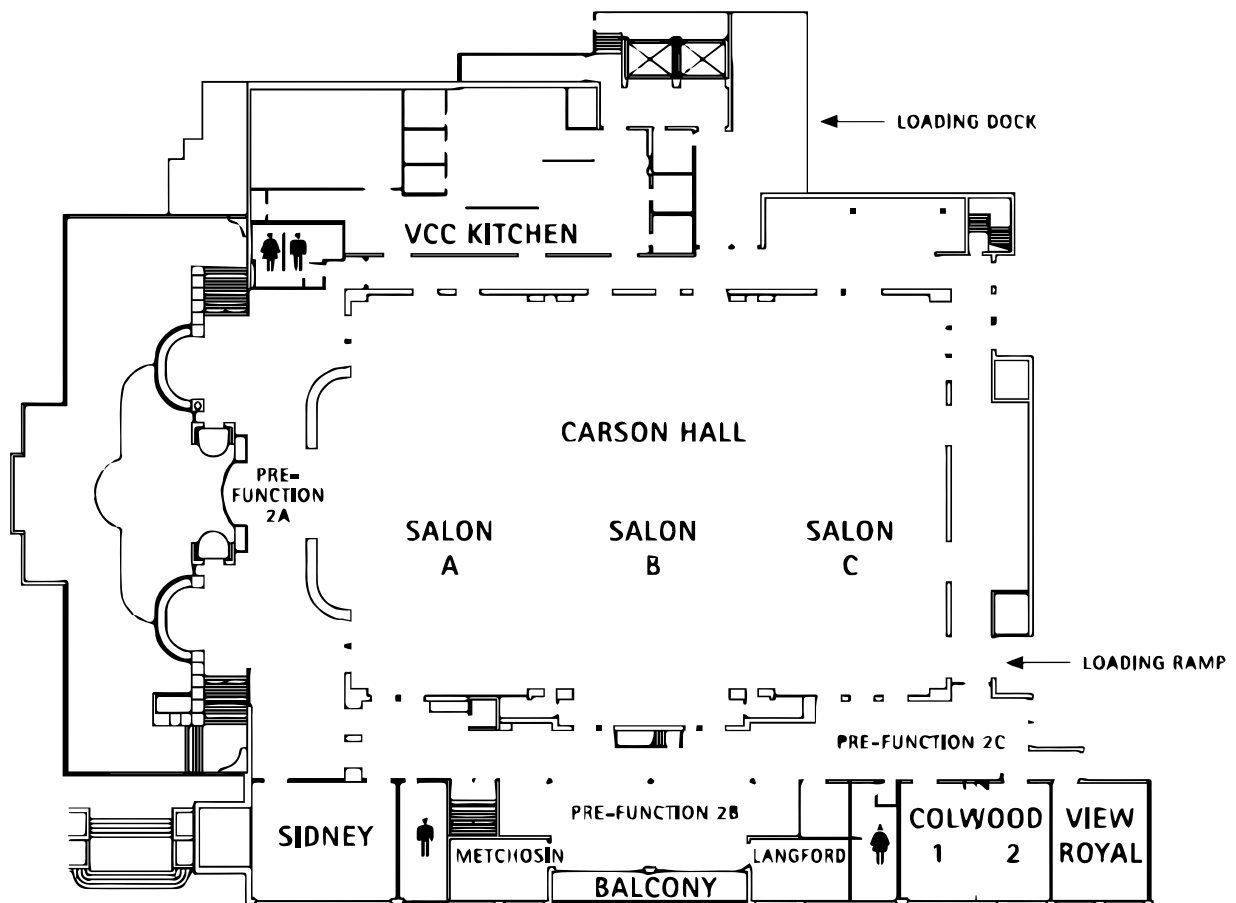 LOADING DOCK
VCC KITCHEN
CARSON HALL
PRE-
FUNCTION
2A
SALON
A
SALON
B
SALON
C
LOADING RAMP
PRE-FUNCTION 2C
PRE-FUNCTION 2B
SIDNEY
METCHOSIN
LANGFORD
COLWOOD
1 2
VIEW
ROYAL
BALCONY